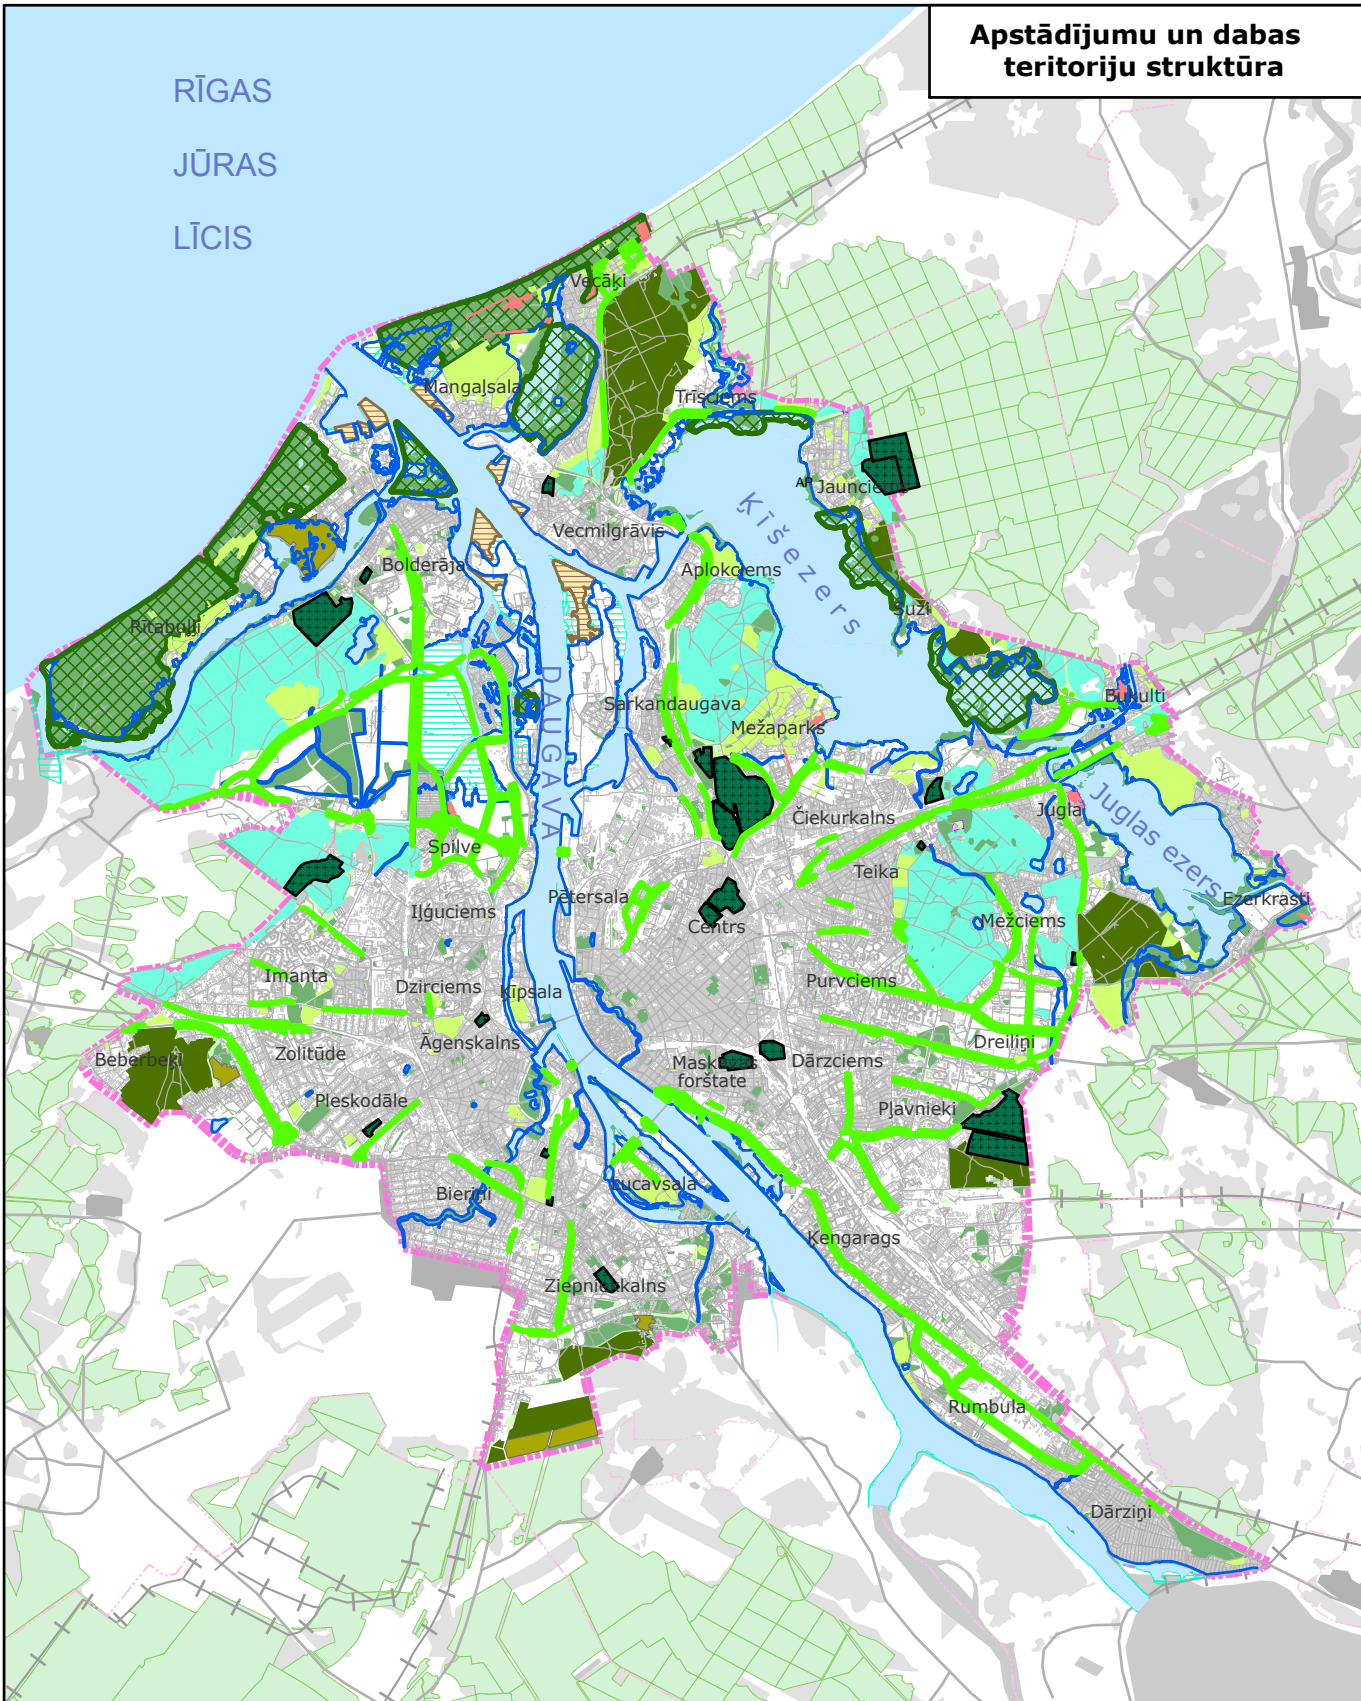 Apstādījumu un dabas
teritoriju struktūra
RĪGAS
JŪRAS
LĪCIS
Vecāķi
Mangaļsala
Trīsciems
AP
Vecmīlgrāvis
Ķīšezers
Bolderāja
Aplokciems
Suži
Rītabuļļi
DAUGAVA
Sarkandaugava
Mežaparks
Bukulti
Čiekurkalns
Jugla
Juglas ezers
Spilve
Teika
Pētersala
Iļģuciems
Centrs
Mežciems
Ezerkrasti
Imanta
Dzirciems
Ķīpsala
Purvciems
Āgenskalns
Zolitūde
Beberbeķi
Dreiliņi
Maskavas
forštate
Dārzciems
Pleskodāle
Pļavnieki
Bieriņi
Lucavsala
Ķengarags
Ziepniekkalns
Rumbula
Dārziņi